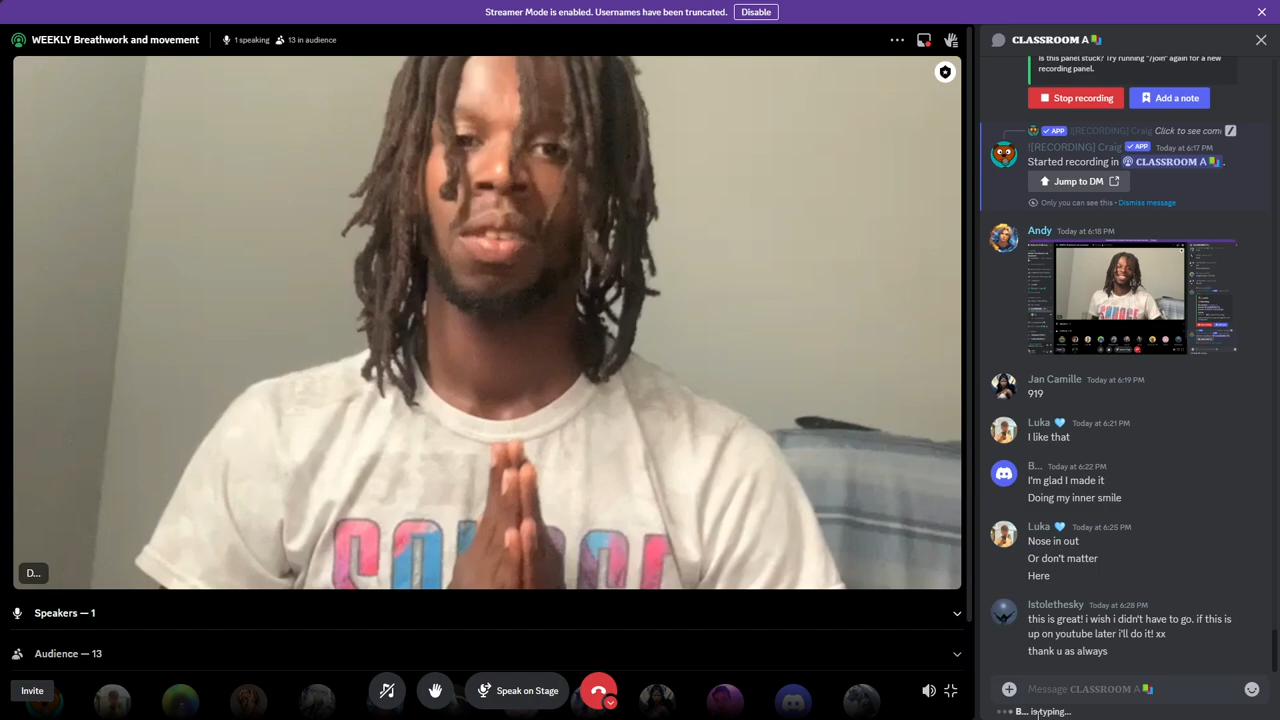 Streamer Mode is enabled. Usernames have been truncated. Disable
WEEKLY Breathwork and movement 1 speaking 13 in audience
D...
Speakers — 1
Audience — 13
Invite
Speak on Stage
CLASSROOM A
Is this panel stuck? Try running "/join" again for a new
recording panel.
Stop recording Add a note
APP ![RECORDING] Craig Click to see com
![RECORDING] Craig APP Today at 6:17 PM
Started recording in CLASSROOM A .
Jump to DM
Only you can see this • Dismiss message
Andy Today at 6:18 PM
Jan Camille Today at 6:19 PM
919
Luka Today at 6:21 PM
I like that
B... Today at 6:22 PM
I'm glad I made it
Doing my inner smile
Luka Today at 6:25 PM
Nose in out
Or don't matter
Here
Istolethesky Today at 6:28 PM
this is great! i wish i didn't have to go. if this is
up on youtube later i'll do it! xx
thank u as always
Message CLASSROOM A
B... is typing...